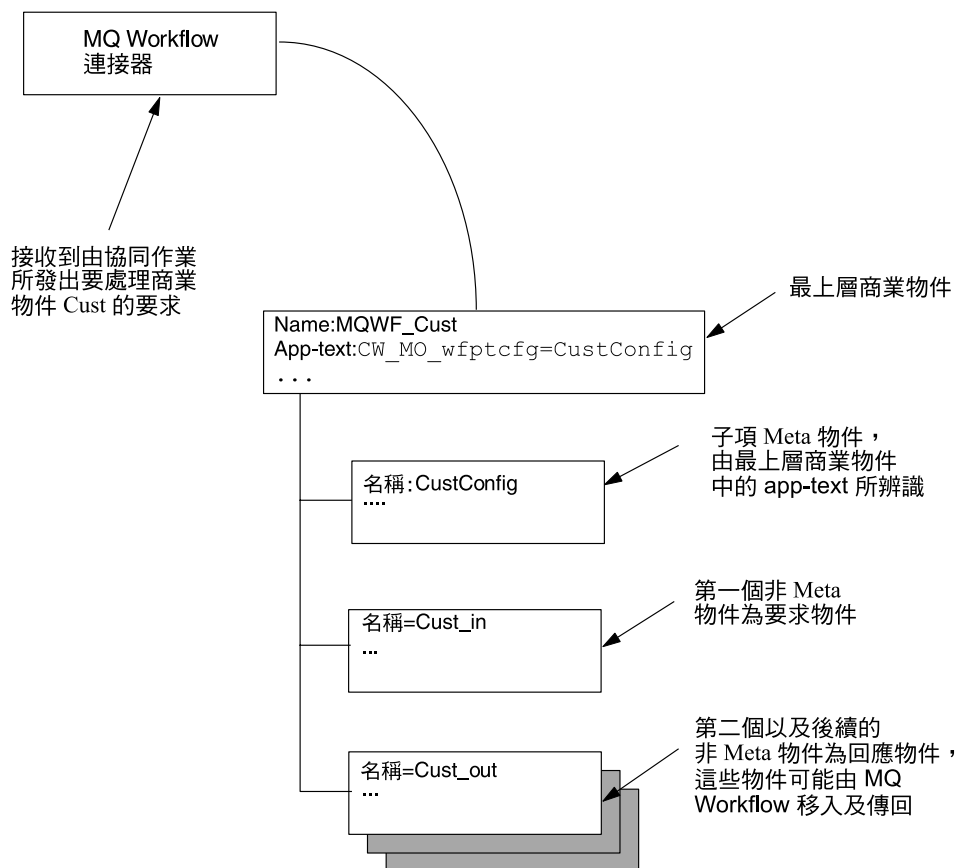 MQ Workflow
連接器
接收到由協同作業
所發出要處理商業
物件 Cust 的要求
最上層商業物件
Name:MQWF_Cust
App-text:CW_MO_wfptcfg=CustConfig
...
子項 Meta 物件，
由最上層商業物件
中的 app-text 所辨識
名稱:CustConfig
....
第一個非 Meta
物件為要求物件
名稱=Cust_in
...
第二個以及後續的
非 Meta 物件為回應物件，
這些物件可能由 MQ
Workflow 移入及傳回
名稱=Cust_out
...